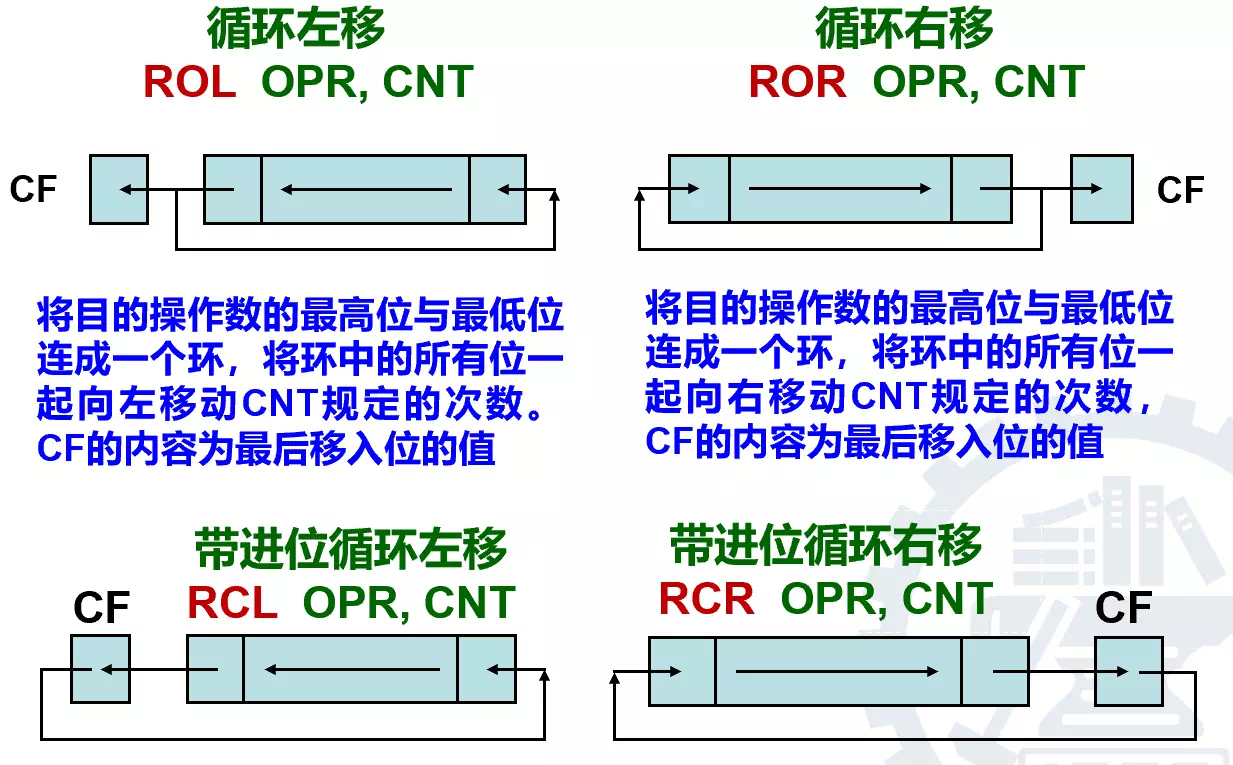 循环左移
ROL OPR, CNT
CF
将目的操作数的最高位与最低位
连成一个环，将环中的所有位一
起向左移动CNT规定的次数。
CF的内容为最后移入位的值
循环右移
ROR OPR, CNT
CF
将目的操作数的最高位与最低位
连成一个环，将环中的所有位一
起向右移动CNT规定的次数，
CF的内容为最后移入位的值
带进位循环左移
RCL OPR, CNT
CF
带进位循环右移
RCR OPR, CNT
CF